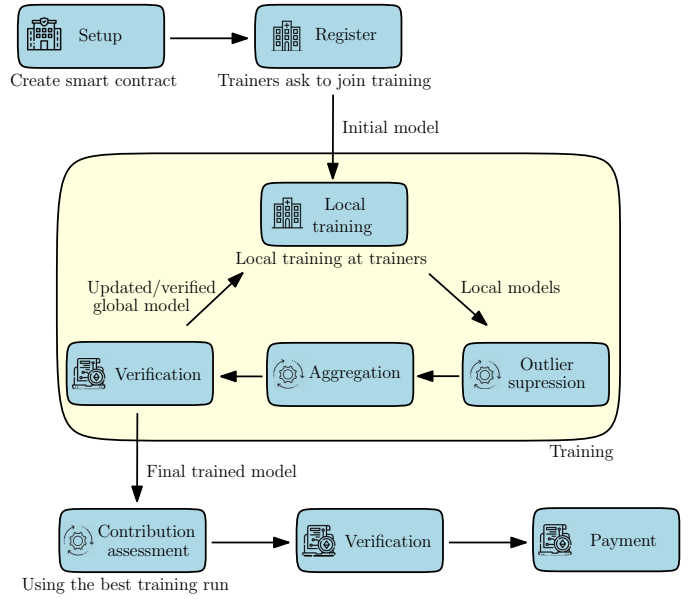 Setup
Register
Create smart contract
Trainers ask to join training
Initial model
Local
training
Local training at trainers
Updated/verified
global model
Local models
Verification
Aggregation
Outlier
supression
Training
Final trained model
Contribution
assessment
Verification
Payment
Using the best training run